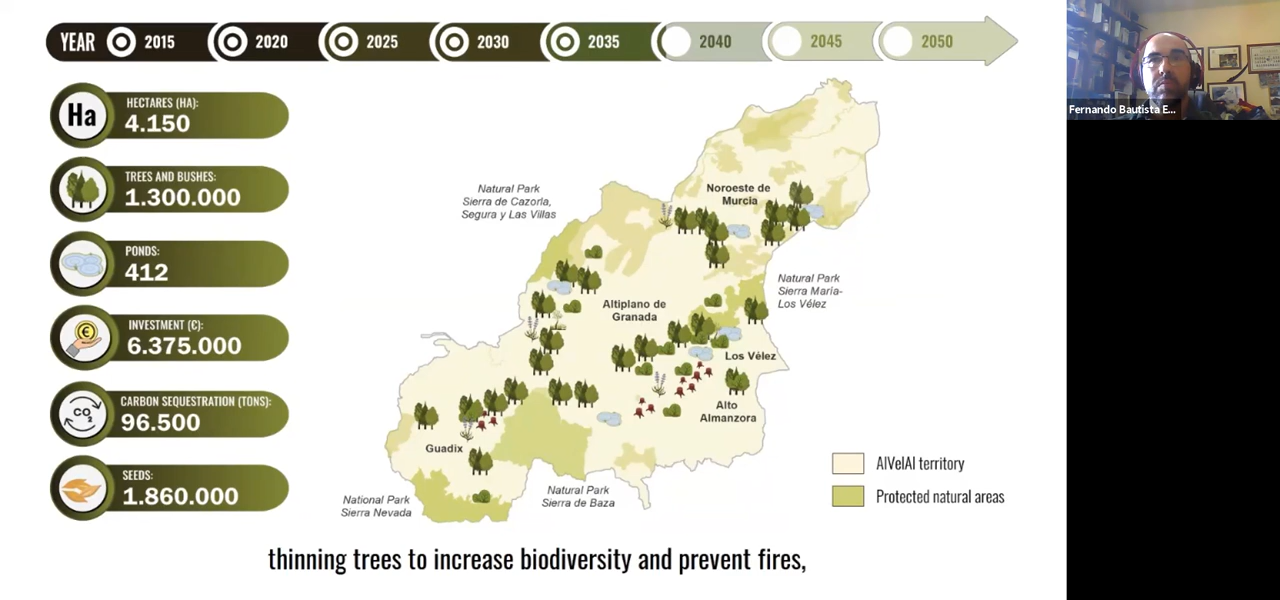 YEAR 2015 2020 2025 2030 2035 2040 2045 2050
HECTARES (HA):
4.150
TREES AND BUSHES:
1.300.000
PONDS:
412
INVESTMENT (€):
6.375.000
CARBON SEQUESTRATION (TONS):
96.500
SEEDS:
1.860.000
Ha
€
CO2
Natural Park
Sierra de Cazorla,
Segura y Las Villas
Noroeste de
Murcia
Natural Park
Sierra María-
Los Vélez
Altiplano de
Granada
Los Vélez
Alto
Almanzora
Guadix
National Park
Sierra Nevada
Natural Park
Sierra de Baza
AlVelAl territory
Protected natural areas
thinning trees to increase biodiversity and prevent fires,
Fernando Bautista E...